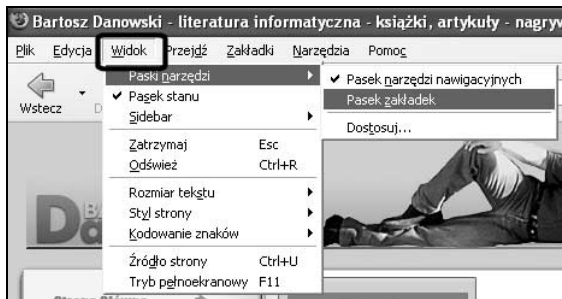 Bartosz Danowski - literatura informatyczna - książki, artykuły - nagryw
Plik Edycja Widok Przejdź Zakładki Narzędzia Pomoc
Wstecz
Paski narzędzi
Pasek stanu
Sidebar
Zatrzymaj Esc
Odśwież Ctrl+R
Rozmiar tekstu
Styl strony
Kodowanie znaków
Źródło strony Ctrl+U
Tryb pełnoekranowy F11
Pasek narzędzi nawigacyjnych
Pasek zakładek
Dostosuj...
Strona Główna